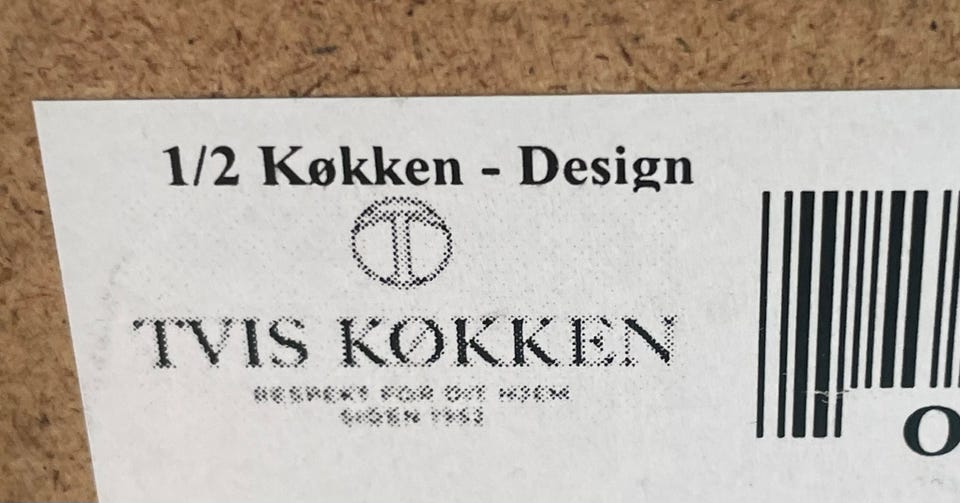 1/2 Køkken - Design
T
TVIS KØKKEN
RESPEKT FOR DIT HJEM
SIDEN
O